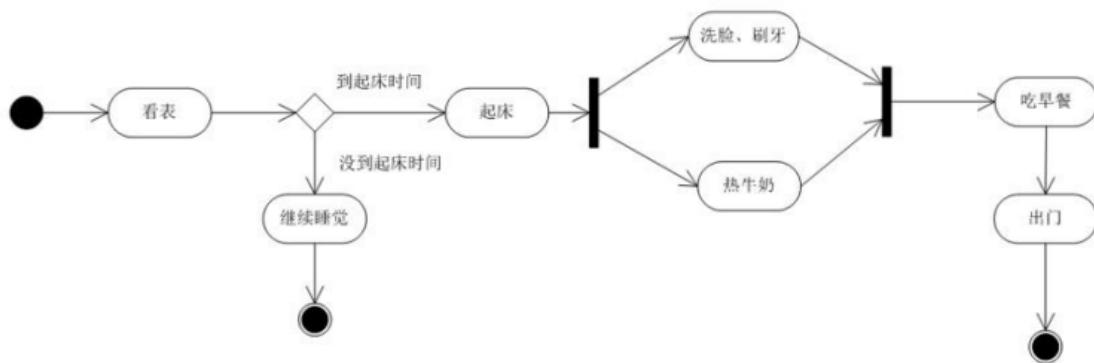 洗脸、刷牙
到起床时间
看表
起床
吃早餐
没到起床时间
热牛奶
继续睡觉
出门